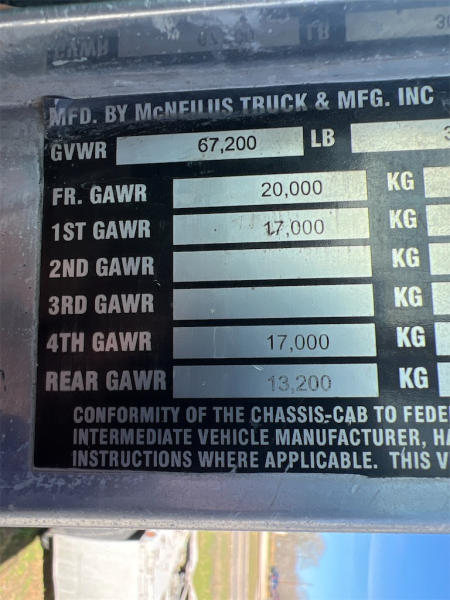 MFD. BY McNEILUS TRUCK & MFG. INC
GVWR 67,200 LB 3
FR. GAWR 20,000 KG
1ST GAWR 17,000 KG
2ND GAWR KG
3RD GAWR KG
4TH GAWR 17,000 KG
REAR GAWR 13,200 KG
CONFORMITY OF THE CHASSIS-CAB TO FEDE
INTERMEDIATE VEHICLE MANUFACTURER, HA
INSTRUCTIONS WHERE APPLICABLE. THIS V